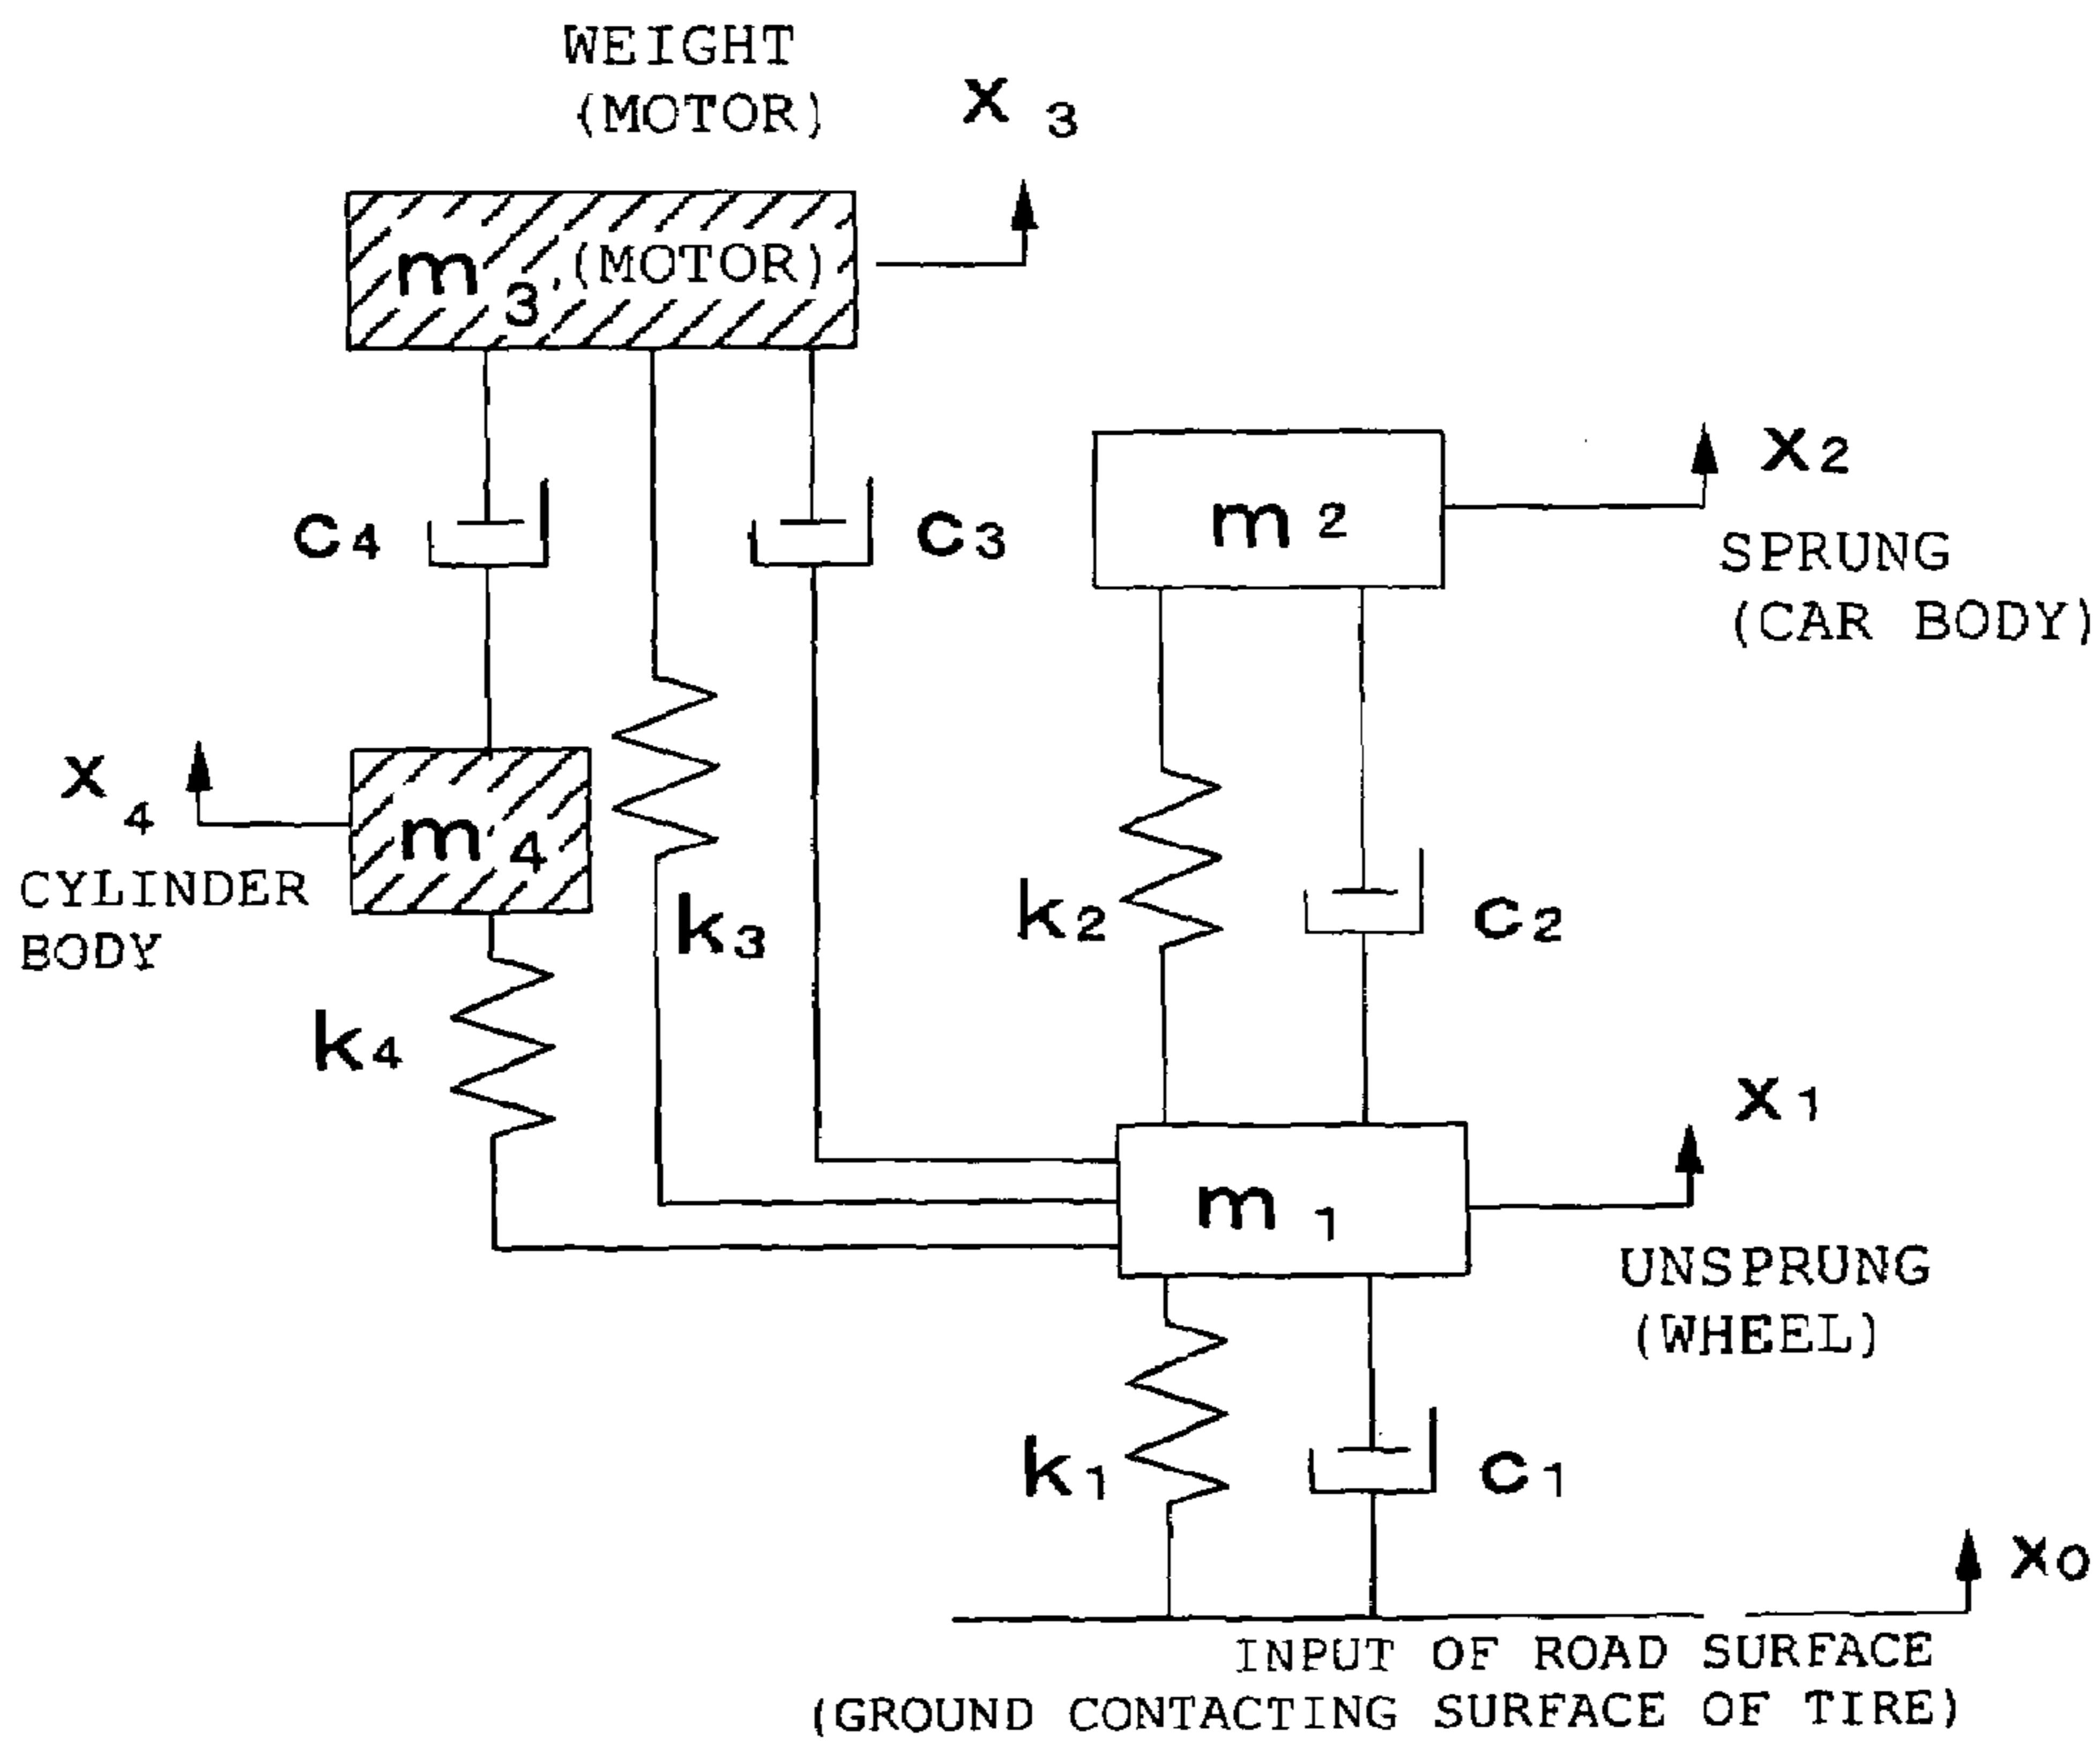 WEIGHT
(MOTOR)
x 3
m 3 (MOTOR)
c4
c3
m 2
x2
SPRUNG
(CAR BODY)
x 4
CYLINDER
BODY
m 4
k3
k2
c2
k4
x1
m 1
UNSPRUNG
(WHEEL)
k1
c1
x0
INPUT OF ROAD SURFACE
(GROUND CONTACTING SURFACE OF TIRE)